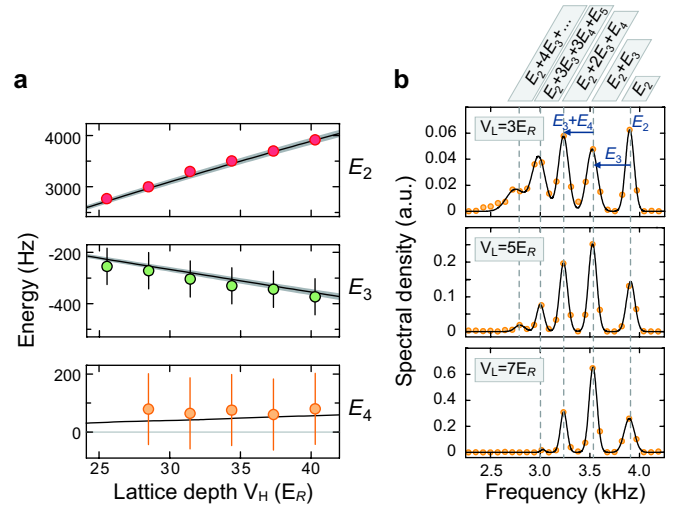 a
4000
3000
E2
-200
-400
E3
200
0
E4
25
30
35
40
Energy (Hz)
Lattice depth VH (ER)
b
E2+4E3+...
E2+3E3+3E4+E5
E2+2E3+E4
E2+E3
E2
VL=3ER
E3+E4
E2
E3
0.06
0.04
0.02
0
VL=5ER
0.2
0.1
0
VL=7ER
0.6
0.4
0.2
0
2.5
3.0
3.5
4.0
Spectral density (a.u.)
Frequency (kHz)